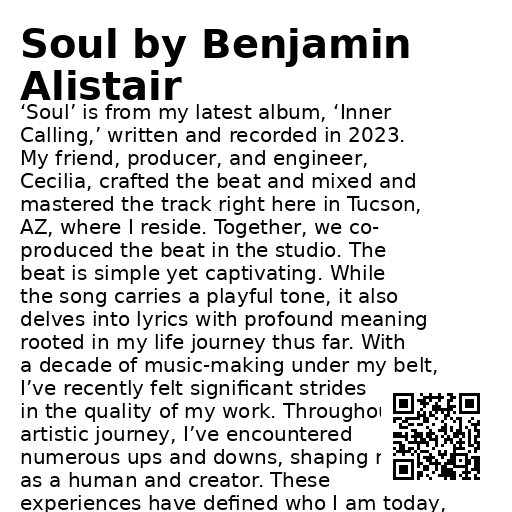 Soul by Benjamin
Alistair
‘Soul’ is from my latest album, ‘Inner
Calling,’ written and recorded in 2023.
My friend, producer, and engineer,
Cecilia, crafted the beat and mixed and
mastered the track right here in Tucson,
AZ, where I reside. Together, we co-
produced the beat in the studio. The
beat is simple yet captivating. While
the song carries a playful tone, it also
delves into lyrics with profound meaning
rooted in my life journey thus far. With
a decade of music-making under my belt,
I’ve recently felt significant strides
in the quality of my work.
artistic journey, I’ve encountered
numerous ups and downs, shaping
as a human and creator. These
experiences have defined who I am today,